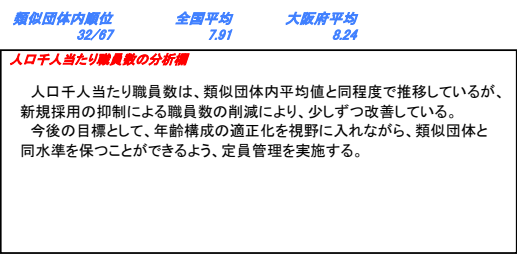 類似団体内順位 全国平均 大阪府平均
32/67 7.91 8.24
人口千人当たり職員数の分析欄
人口千人当たり職員数は、類似団体内平均値と同程度で推移しているが、
新規採用の抑制による職員数の削減により、少しずつ改善している。
今後の目標として、年齢構成の適正化を視野に入れながら、類似団体と
同水準を保つことができるよう、定員管理を実施する。